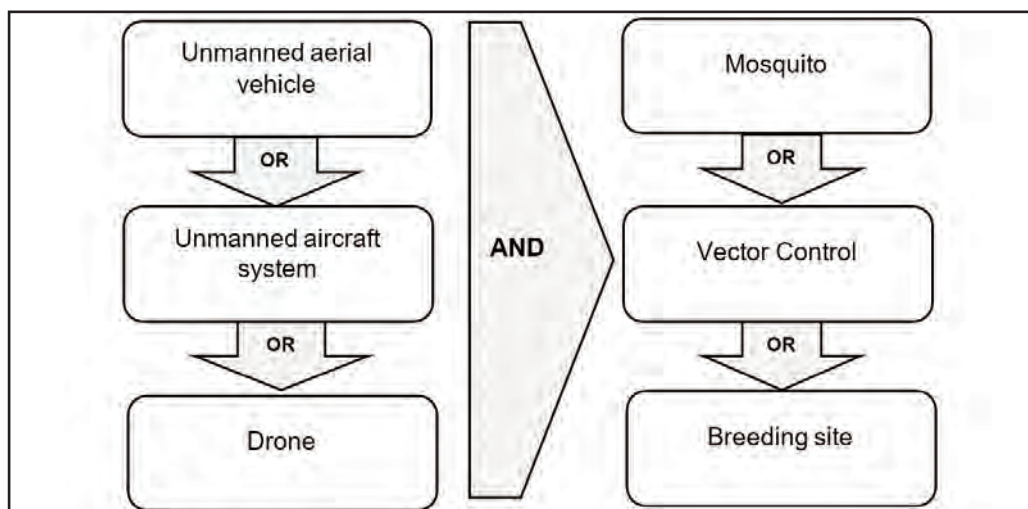 Unmanned aerial
vehicle
OR
Unmanned aircraft
system
OR
Drone
AND
Mosquito
OR
Vector Control
OR
Breeding site